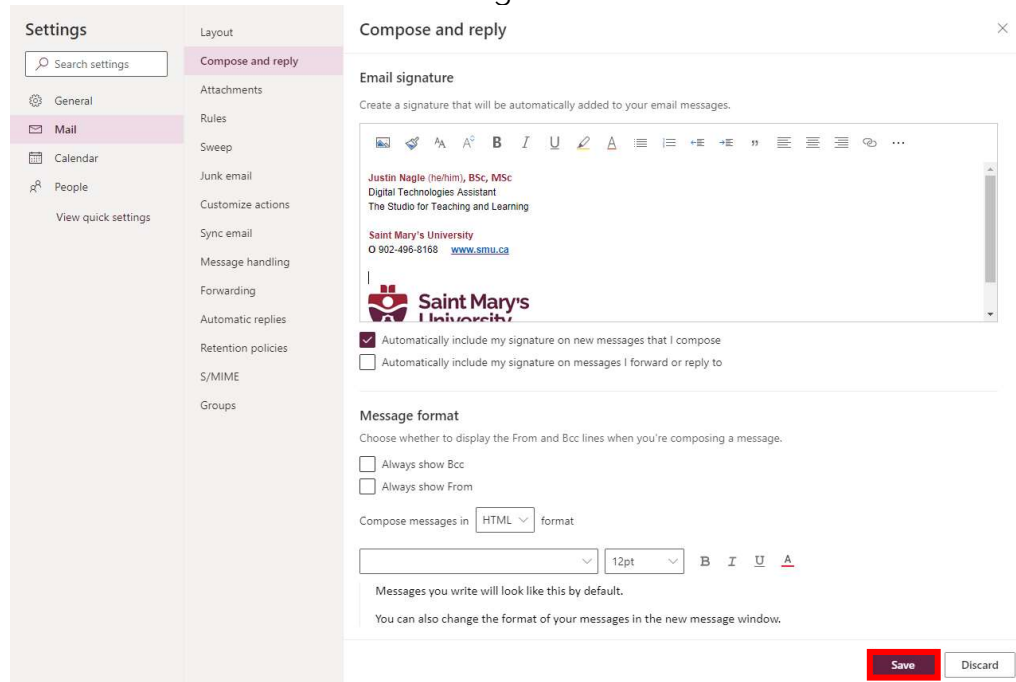 Settings
Search settings
General
Mail
Calendar
People
View quick settings
Layout
Compose and reply
Attachments
Rules
Sweep
Junk email
Customize actions
Sync email
Message handling
Forwarding
Automatic replies
Retention policies
S/MIME
Groups
Compose and reply
Email signature
Create a signature that will be automatically added to your email messages.
Justin Nagle (he/him), BSc, MSc
Digital Technologies Assistant
The Studio for Teaching and Learning
Saint Mary's University
O 902-496-8168 www.smu.ca
Saint Mary's
University
Automatically include my signature on new messages that I compose
Automatically include my signature on messages I forward or reply to
Message format
Choose whether to display the From and Bcc lines when you're composing a message.
Always show Bcc
Always show From
Compose messages in HTML format
12pt B I U A
Messages you write will look like this by default.
You can also change the format of your messages in the new message window.
Save Discard